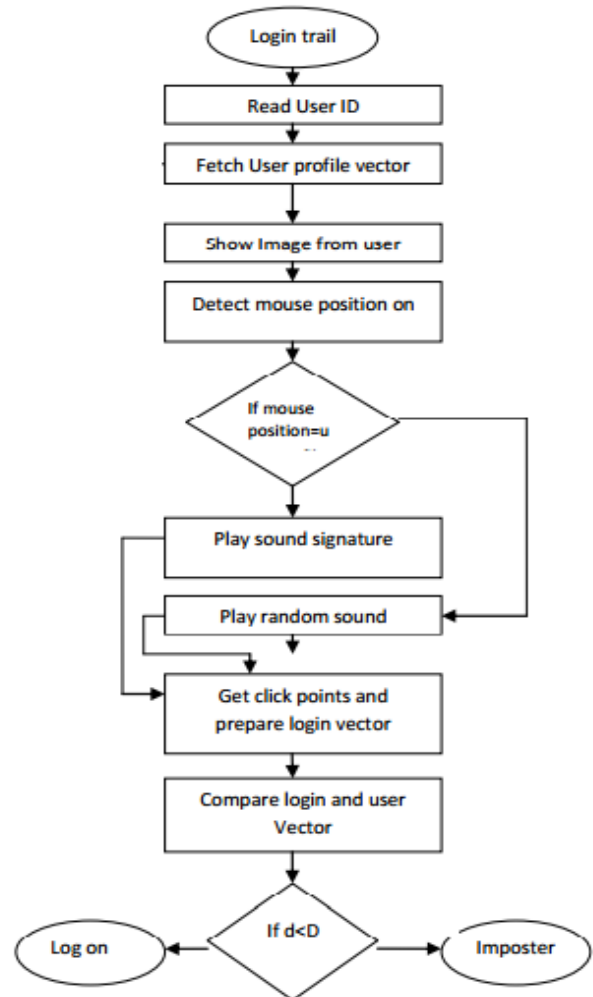 Login trail
Read User ID
Fetch User profile vector
Show Image from user
Detect mouse position on
If mouse
position=u
Play sound signature
Play random sound
Get click points and
prepare login vector
Compare login and user
Vector
If d<D
Log on
Imposter